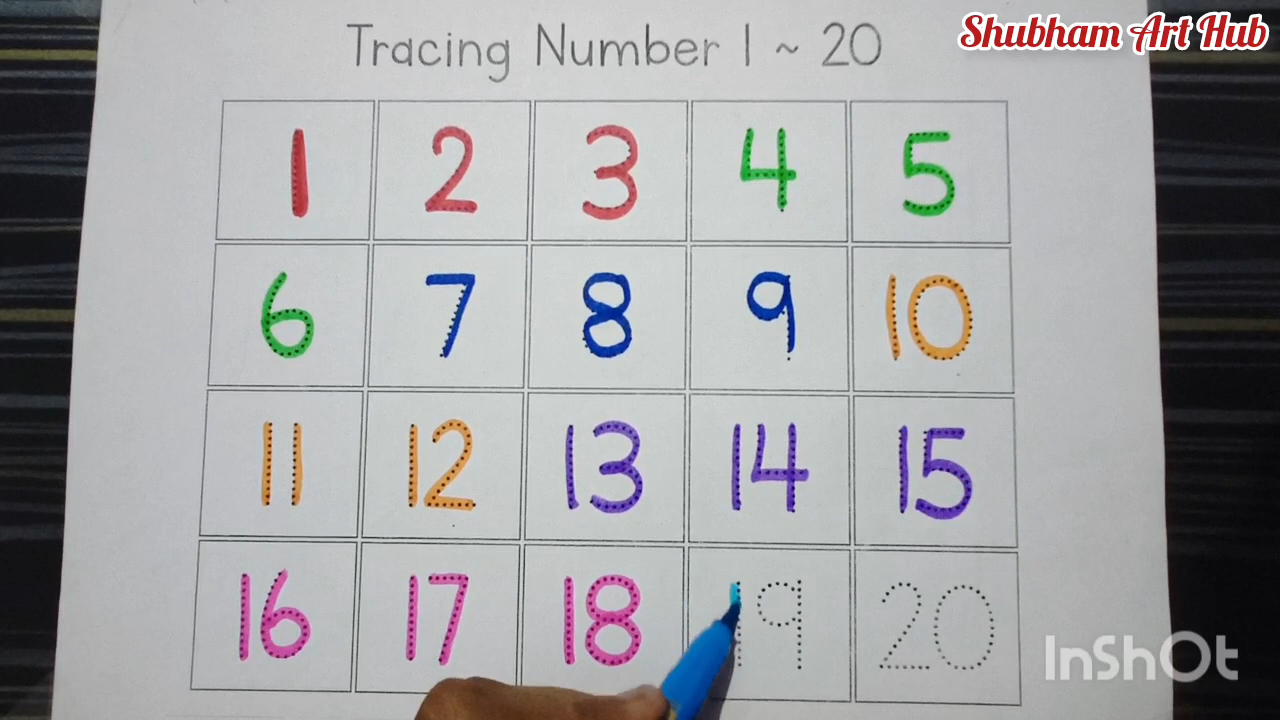 Shubham Art Hub
Tracing Number 1 ~ 20
1 2 3 4 5
6 7 8 9 10
11 12 13 14 15
16 17 18 19 20
InShOt